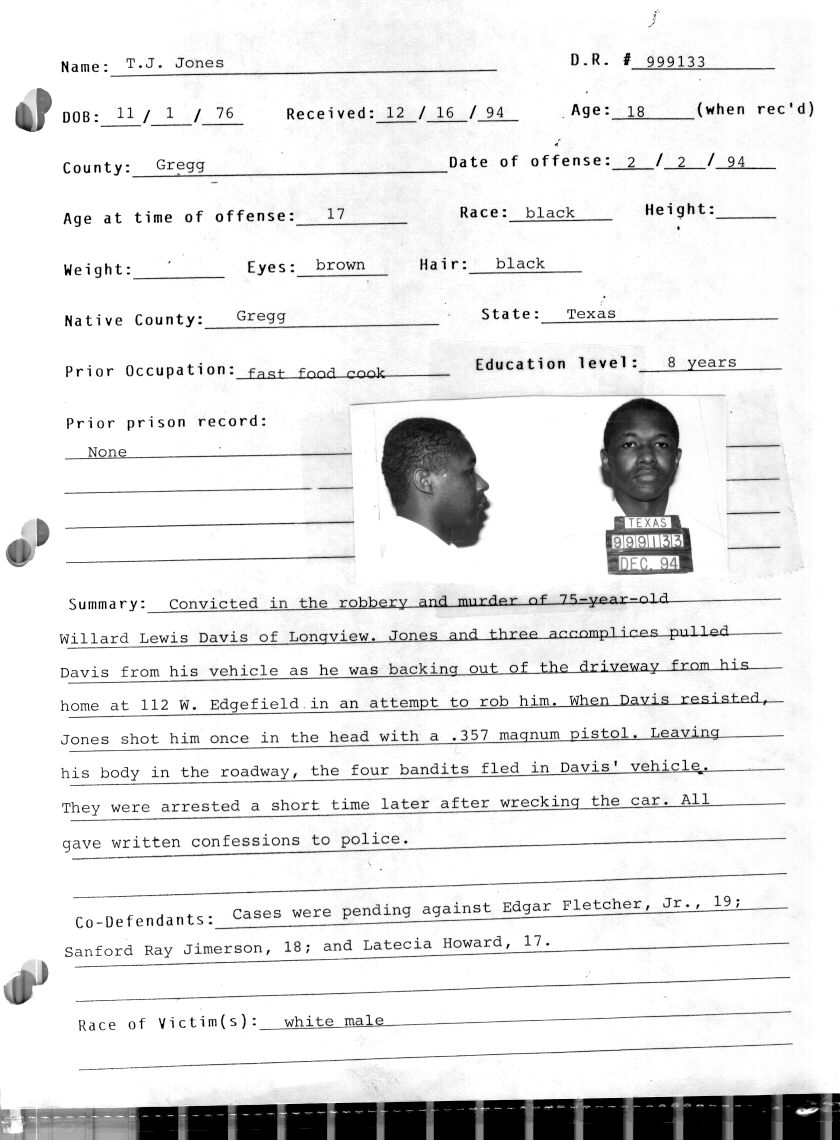 Name: T.J. Jones D.R. # 999133
DOB: 11 / 1 / 76 Received: 12 / 16 / 94 Age: 18 (when rec'd)
County: Gregg Date of offense: 2 / 2 / 94
Age at time of offense: 17 Race: black Height:
Weight: Eyes: brown Hair: black
Native County: Gregg State: Texas
Prior Occupation: fast food cook Education level: 8 years
Prior prison record:
None
TEXAS
999133
DEC. 94
Summary: Convicted in the robbery and murder of 75-year-old
Willard Lewis Davis of Longview. Jones and three accomplices pulled
Davis from his vehicle as he was backing out of the driveway from his
home at 112 W. Edgefield in an attempt to rob him. When Davis resisted,
Jones shot him once in the head with a .357 magnum pistol. Leaving
his body in the roadway, the four bandits fled in Davis' vehicle.
They were arrested a short time later after wrecking the car. All
gave written confessions to police.
Co-Defendants: Cases were pending against Edgar Fletcher, Jr., 19;
Sanford Ray Jimerson, 18; and Latecia Howard, 17.
Race of Victim(s): white male